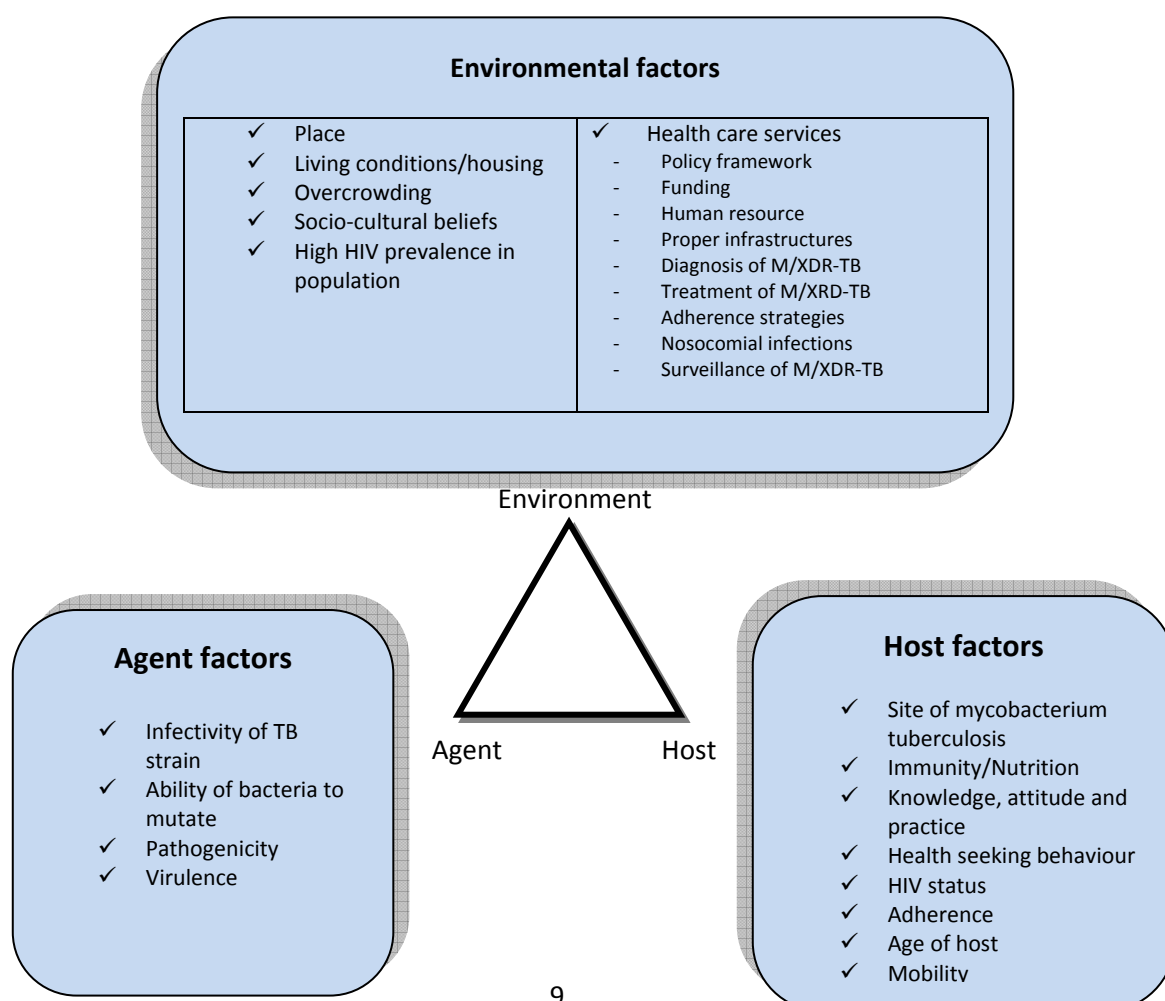 Environmental factors
✓ Place
✓ Living conditions/housing
✓ Overcrowding
✓ Socio-cultural beliefs
✓ High HIV prevalence in
population
✓ Health care services
- Policy framework
- Funding
- Human resource
- Proper infrastructures
- Diagnosis of M/XDR-TB
- Treatment of M/XRD-TB
- Adherence strategies
- Nosocomial infections
- Surveillance of M/XDR-TB
Environment
Agent
Host
Agent factors
✓ Infectivity of TB
strain
✓ Ability of bacteria to
mutate
✓ Pathogenicity
✓ Virulence
Host factors
✓ Site of mycobacterium
tuberculosis
✓ Immunity/Nutrition
✓ Knowledge, attitude and
practice
✓ Health seeking behaviour
✓ HIV status
✓ Adherence
✓ Age of host
✓ Mobility
9